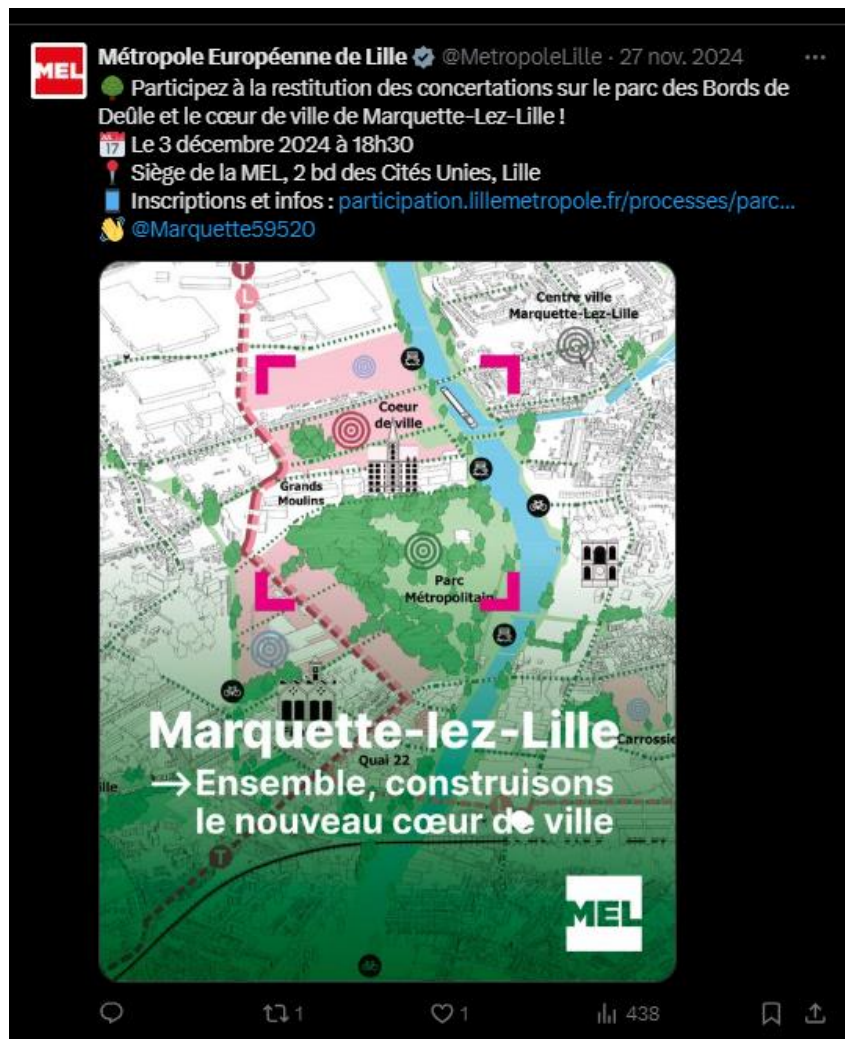 MEL
Métropole Européenne de Lille @MetropoleLille · 27 nov. 2024
Participez à la restitution des concertations sur le parc des Bords de
Deûle et le cœur de ville de Marquette-Lez-Lille !
Le 3 décembre 2024 à 18h30
Siège de la MEL, 2 bd des Cités Unies, Lille
Inscriptions et infos : participation.lillemetropole.fr/processes/parc...
@Marquette59520
T
L
Centre ville
Marquette-Lez-Lille
Coeur
de ville
Grands
Moulins
Parc
Métropolitain
Marquette-lez-Lille
Carrossie
Quai 22
ille
→Ensemble, construisons
le nouveau cœur de ville
L
T
MEL
1
1
438